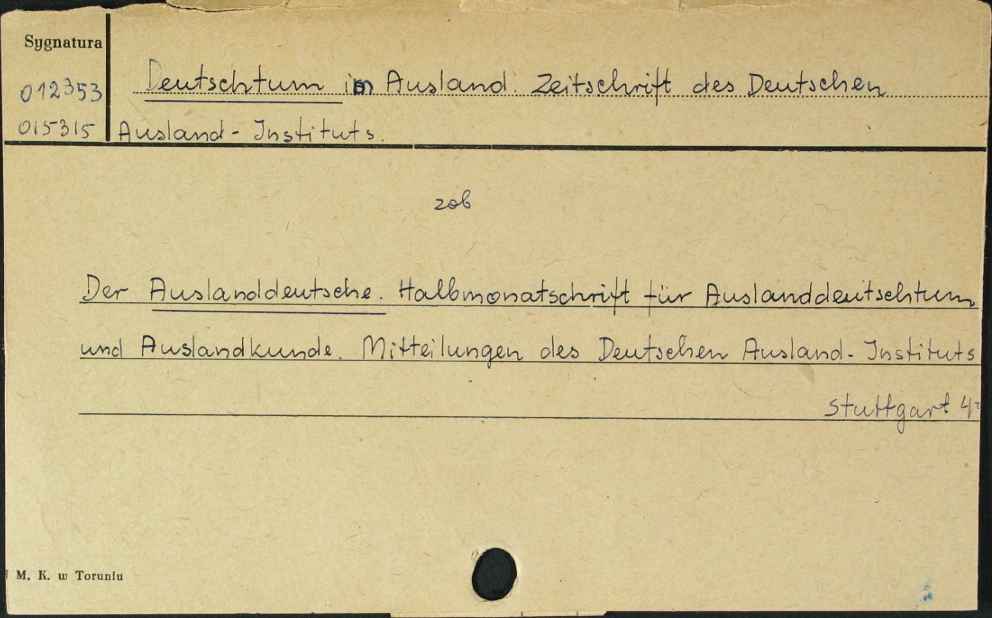 Sygnatura
012353 Deutschtum im Ausland. Zeitschrift des Deutschen
015315 Ausland-Instituts.
zob
Der Auslanddeutsche. Halbmonatschrift für Auslanddeutschtum
und Auslandkunde. Mitteilungen des Deutschen Ausland-Instituts
Stuttgart 4°
M. K. w Toruniu